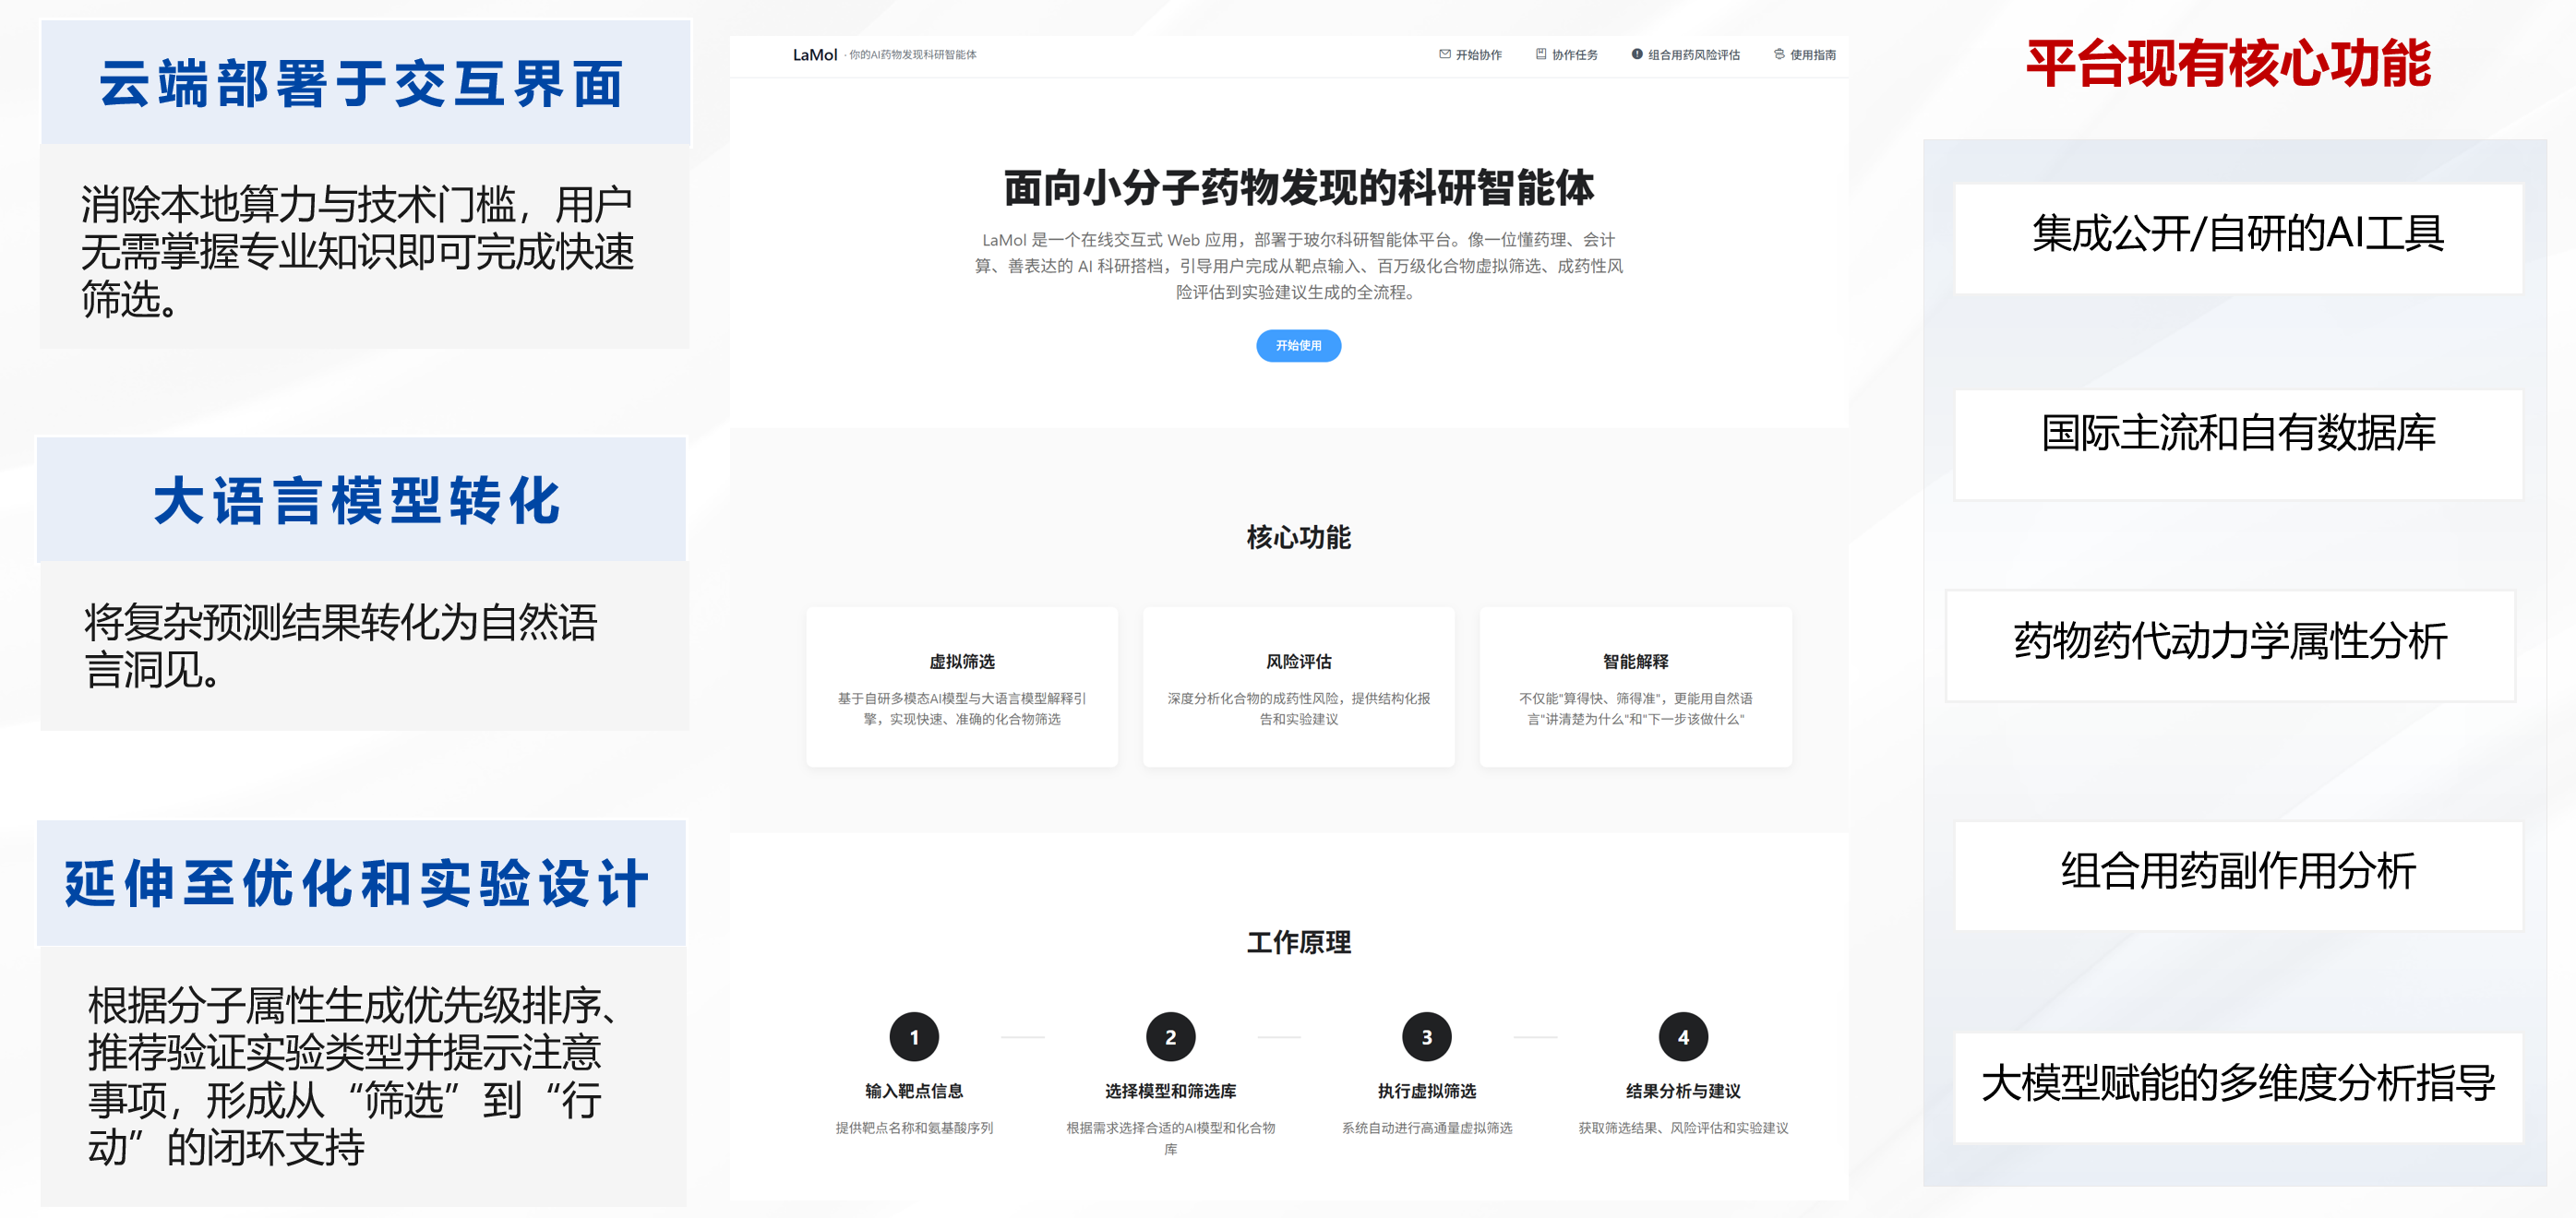 云端部署于交互界面
消除本地算力与技术门槛，用户
无需掌握专业知识即可完成快速
筛选。
大语言模型转化
将复杂预测结果转化为自然语
言洞见。
延伸至优化和实验设计
根据分子属性生成优先级排序、
推荐验证实验类型并提示注意
事项，形成从“筛选”到“行
动”的闭环支持
LaMol · 你的AI药物发现科研智能体
开始协作 协作任务 组合用药风险评估 使用指南
面向小分子药物发现的科研智能体
LaMol 是一个在线交互式 Web 应用，部署于玻尔科研智能体平台。像一位懂药理、会计
算、善表达的 AI 科研搭档，引导用户完成从靶点输入、百万级化合物虚拟筛选、成药性风
险评估到实验建议生成的全流程。
开始使用
核心功能
虚拟筛选
基于自研多模态AI模型与大语言模型解释引
擎，实现快速、准确的化合物筛选
风险评估
深度分析化合物的成药性风险，提供结构化报
告和实验建议
智能解释
不仅能"算得快、筛得准"，更能用自然语
言"讲清楚为什么"和"下一步该做什么"
工作原理
1
输入靶点信息
提供靶点名称和氨基酸序列
2
选择模型和筛选库
根据需求选择合适的AI模型和化合物
库
3
执行虚拟筛选
系统自动进行高通量虚拟筛选
4
结果分析与建议
获取筛选结果、风险评估和实验建议
平台现有核心功能
集成公开/自研的AI工具
国际主流和自有数据库
药物药代动力学属性分析
组合用药副作用分析
大模型赋能的多维度分析指导